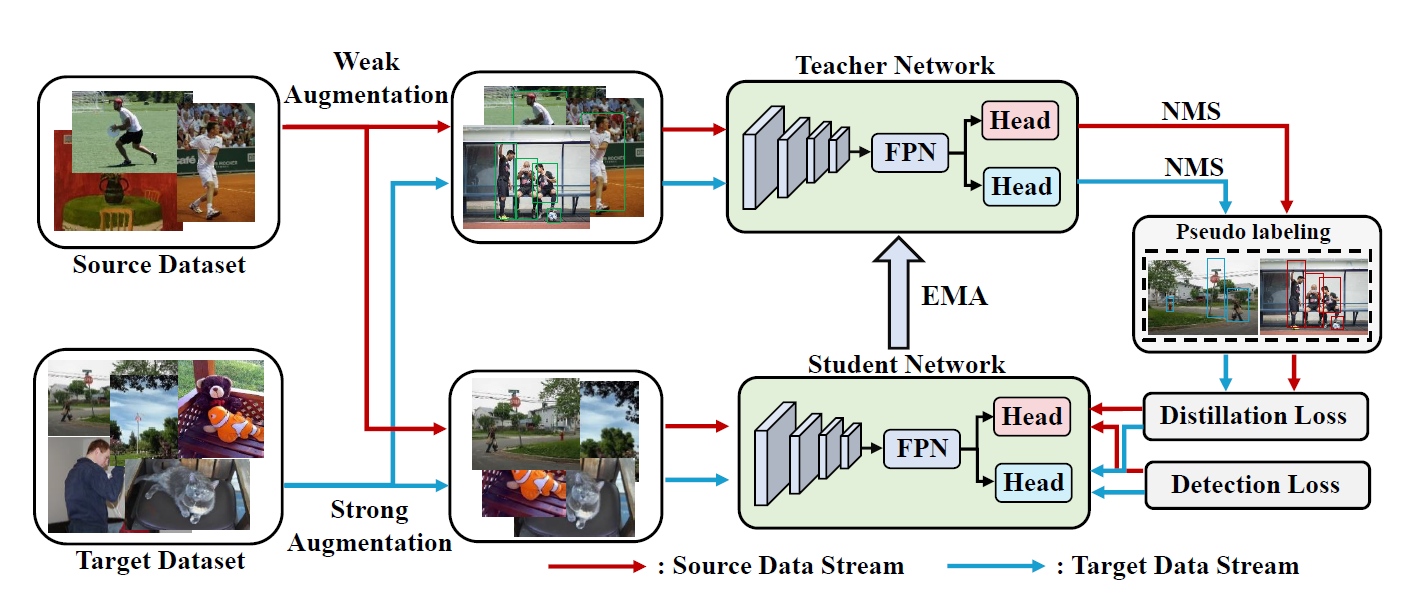 Weak
Augmentation
Source Dataset
Teacher Network
FPN
Head
Head
NMS
NMS
Pseudo labeling
EMA
Student Network
FPN
Head
Head
Distillation Loss
Detection Loss
Strong
Augmentation
Target Dataset
: Source Data Stream
: Target Data Stream